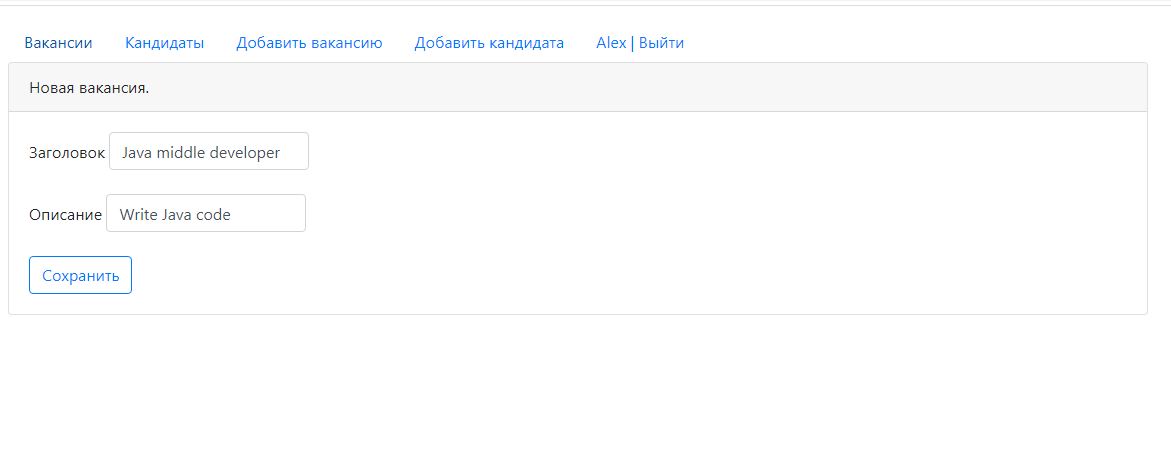 Вакансии Кандидаты Добавить вакансию Добавить кандидата Alex | Выйти
Новая вакансия.
Заголовок Java middle developer
Описание Write Java code
Сохранить